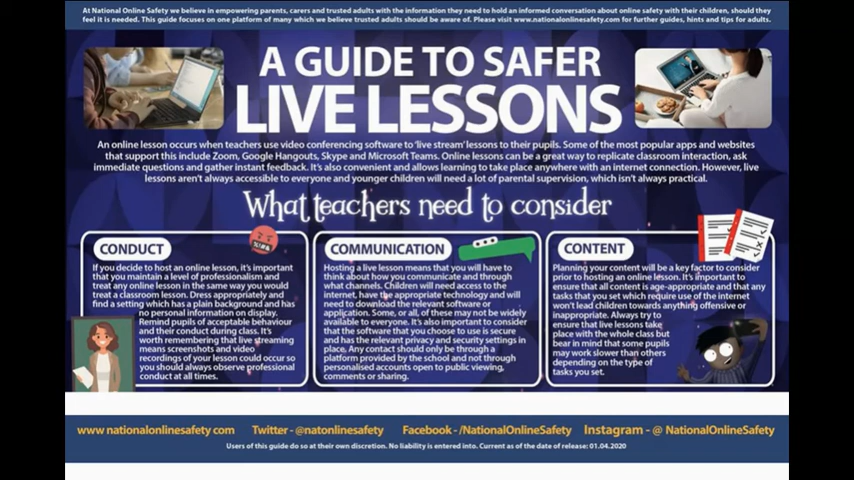 At National Online Safety we believe in empowering parents, carers and trusted adults with the information they need to hold an informed conversation about online safety with their children, should they
feel it is needed. This guide focuses on one platform of many which we believe trusted adults should be aware of. Please visit www.nationalonlinesafety.com for further guides, hints and tips for adults.
A GUIDE TO SAFER
LIVE LESSONS
An online lesson occurs when teachers use video conferencing software to 'live stream' lessons to their pupils. Some of the most popular apps and websites
that support this include Zoom, Google Hangouts, Skype and Microsoft Teams. Online lessons can be a great way to replicate classroom interaction, ask
immediate questions and gather instant feedback. It's also convenient and allows learning to take place anywhere with an internet connection. However, live
lessons aren't always accessible to everyone and younger children will need a lot of parental supervision, which isn't always practical.
What teachers need to consider
CONDUCT
If you decide to host an online lesson, it's important
that you maintain a level of professionalism and
treat any online lesson in the same way you would
treat a classroom lesson. Dress appropriately and
find a setting which has a plain background and has
no personal information on display.
Remind pupils of acceptable behaviour
and their conduct during class. It's
worth remembering that live streaming
means screenshots and video
recordings of your lesson could occur so
you should always observe professional
conduct at all times.
COMMUNICATION
Hosting a live lesson means that you will have to
think about how you communicate and through
what channels. Children will need access to the
internet, have the appropriate technology and will
need to download the relevant software or
application. Some, or all, of these may not be widely
available to everyone. It's also important to consider
that the software that you choose to use is secure
and has the relevant privacy and security settings in
place. Any contact should only be through a
platform provided by the school and not through
personalised accounts open to public viewing,
comments or sharing.
CONTENT
Planning your content will be a key factor to consider
prior to hosting an online lesson. It's important to
ensure that all content is age-appropriate and that any
tasks that you set which require use of the internet
won't lead children towards anything offensive or
inappropriate. Always try to
ensure that live lessons take
place with the whole class but
bear in mind that some pupils
may work slower than others
depending on the type of
tasks you set.
www nationalonlinesafety com Twitter - @natonlinesafety Facebook - /NationalOnlineSafety Instagram - @ NationalOnlineSafety
Users of this guide do so at their own discretion. No liability is entered into. Current as of the date of release: 01.04.2020